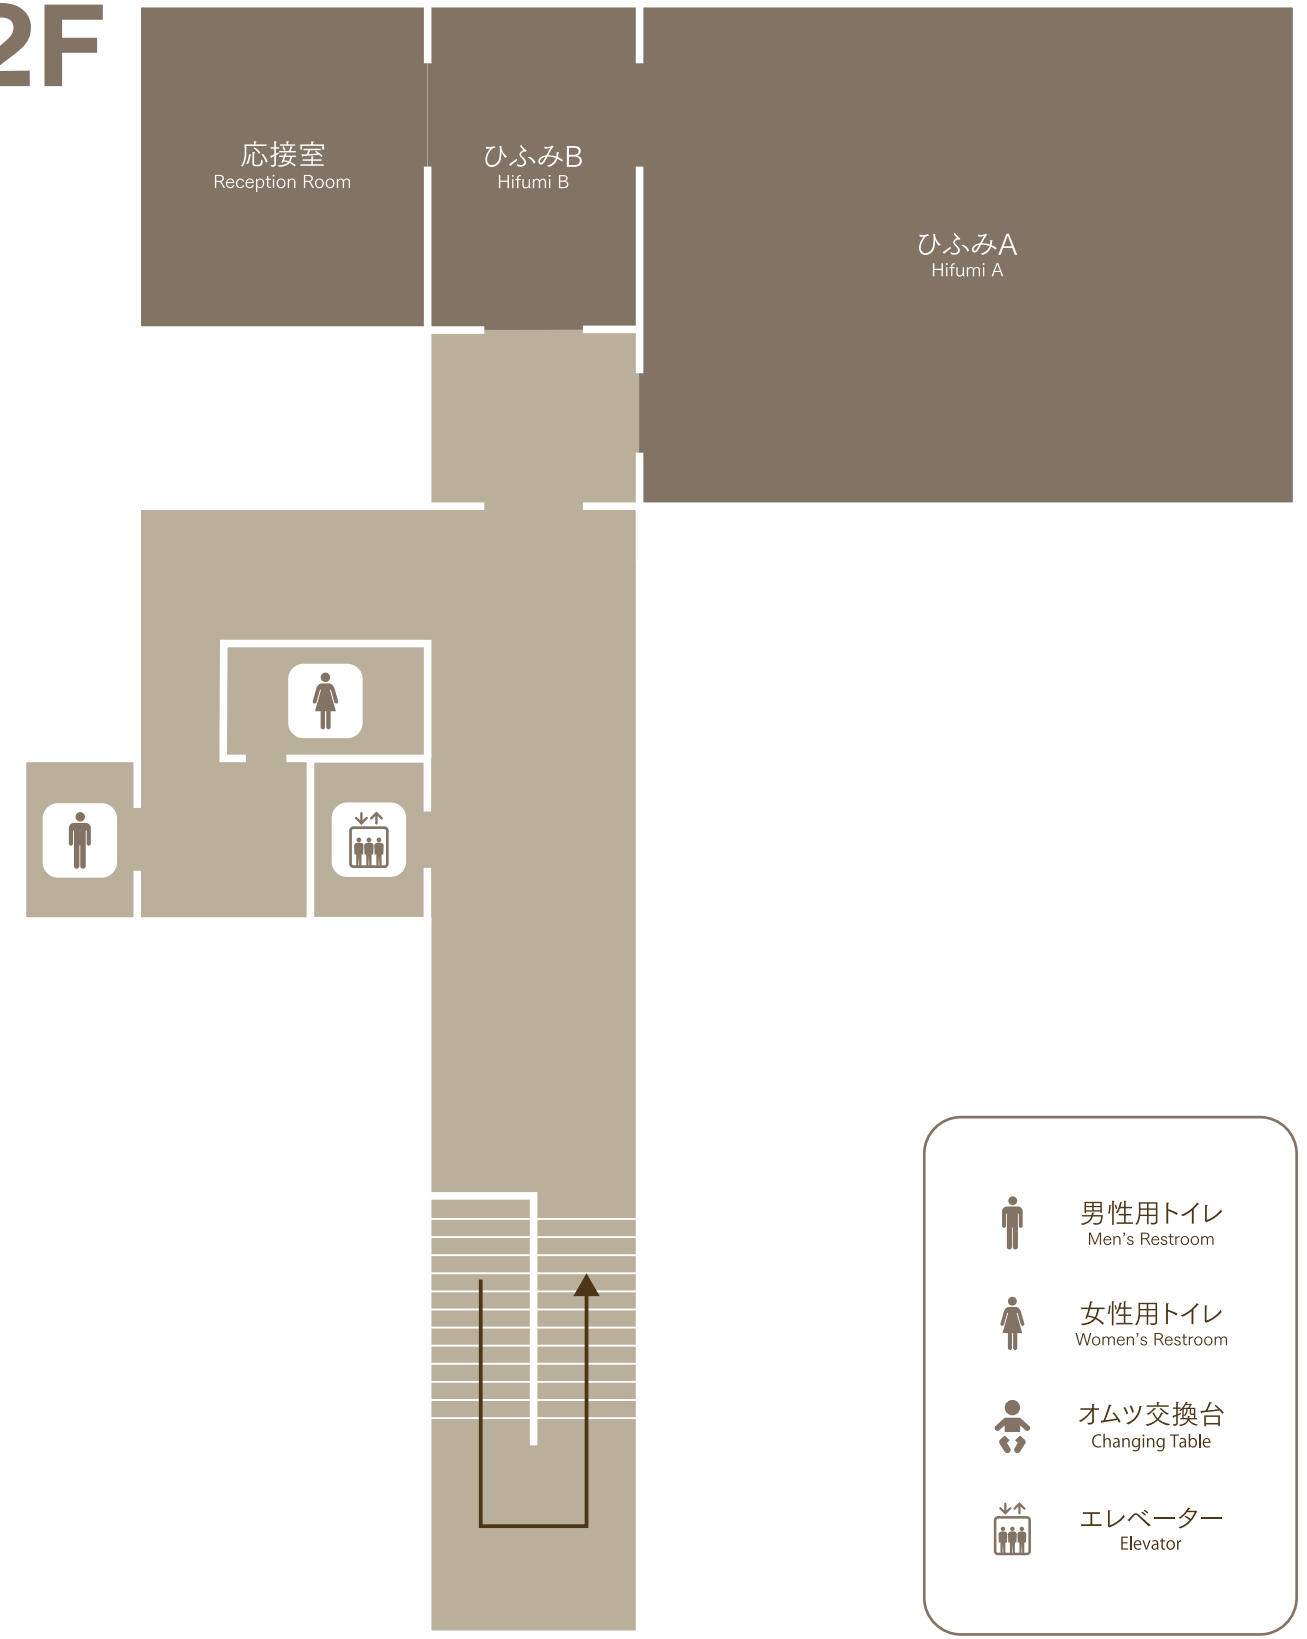 2F
応接室
Reception Room
ひふみB
Hifumi B
ひふみA
Hifumi A
男性用トイレ
Men's Restroom
女性用トイレ
Women's Restroom
オムツ交換台
Changing Table
エレベーター
Elevator